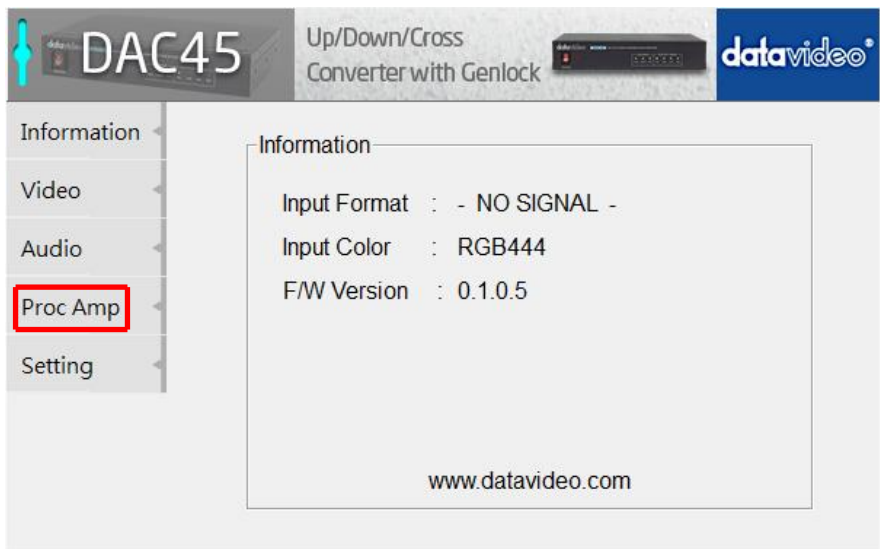 DAC45
Up/Down/Cross
Converter with Genlock
datavideo
Information
Video
Audio
Proc Amp
Setting
Information
Input Format : - NO SIGNAL -
Input Color : RGB444
F/W Version : 0.1.0.5
www.datavideo.com